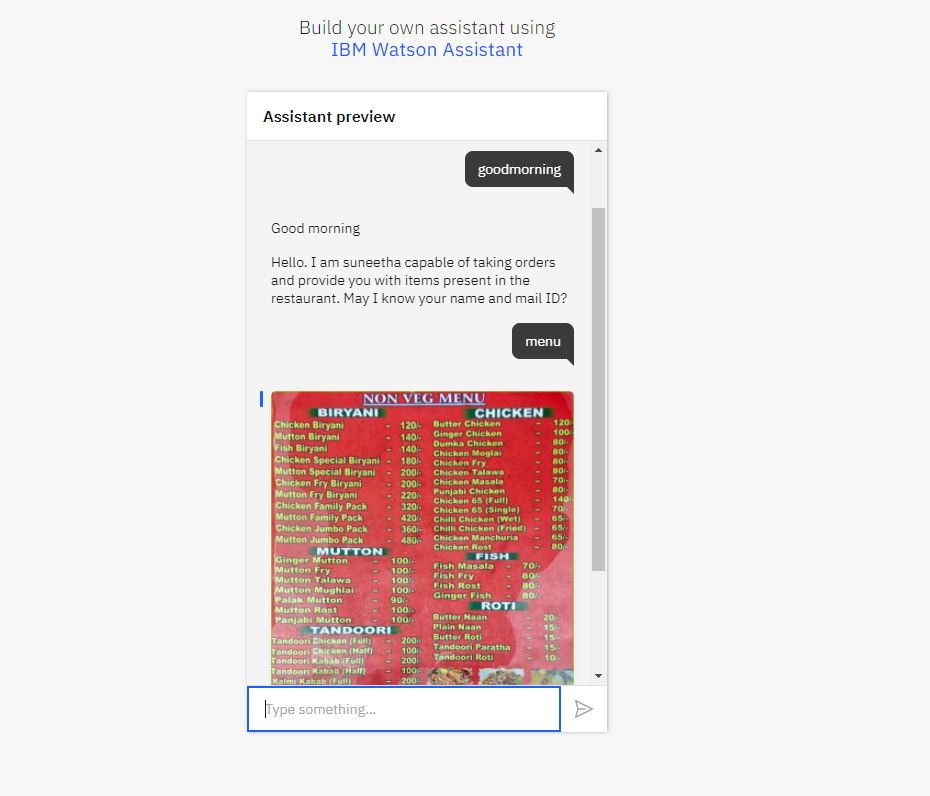 Build your own assistant using
IBM Watson Assistant
Assistant preview
goodmorning
Good morning
Hello. I am suneetha capable of taking orders
and provide you with items present in the
restaurant. May I know your name and mail ID?
menu
NON VEG MENU
BIRYANI
Chicken Biryani - 120/-
Mutton Biryani - 140/-
Fish Biryani - 140/-
Chicken Special Biryani - 180/-
Mutton Special Biryani - 200/-
Chicken Fry Biryani - 200/-
Mutton Fry Biryani - 220/-
Chicken Family Pack - 320/-
Mutton Family Pack - 420/-
Chicken Jumbo Pack - 360/-
Mutton Jumbo Pack - 480/-
MUTTON
Ginger Mutton - 100/-
Mutton Fry - 100/-
Mutton Talawa - 100/-
Mutton Mughlai - 100/-
Palak Mutton - 90/-
Mutton Rost - 100/-
Panjabi Mutton - 100/-
TANDOORI
Tandoori Chicken (Full) - 200/-
Tandoori Chicken (Half) - 100/-
Tandoori Kabab (Full) - 200/-
Tandoori Kabab (Half) - 100/-
Kalmi Kabab (Full) - 200/-
CHICKEN
Butter Chicken - 120/-
Ginger Chicken - 100/-
Dumka Chicken - 80/-
Chicken Moglai - 80/-
Chicken Fry - 80/-
Chicken Talawa - 80/-
Chicken Masala - 70/-
Punjabi Chicken - 80/-
Chicken 65 (Full) - 140/-
Chicken 65 (Single) - 70/-
Chilli Chicken (Wet) - 65/-
Chilli Chicken (Fried) - 65/-
Chicken Manchuria - 65/-
Chicken Rost - 80/-
FISH
Fish Masala - 70/-
Fish Fry - 80/-
Fish Rost - 80/-
Ginger Fish - 80/-
ROTI
Butter Naan - 20/-
Plain Naan - 15/-
Butter Roti - 15/-
Tandoori Paratha - 15/-
Tandoori Roti - 10/-
Type something...